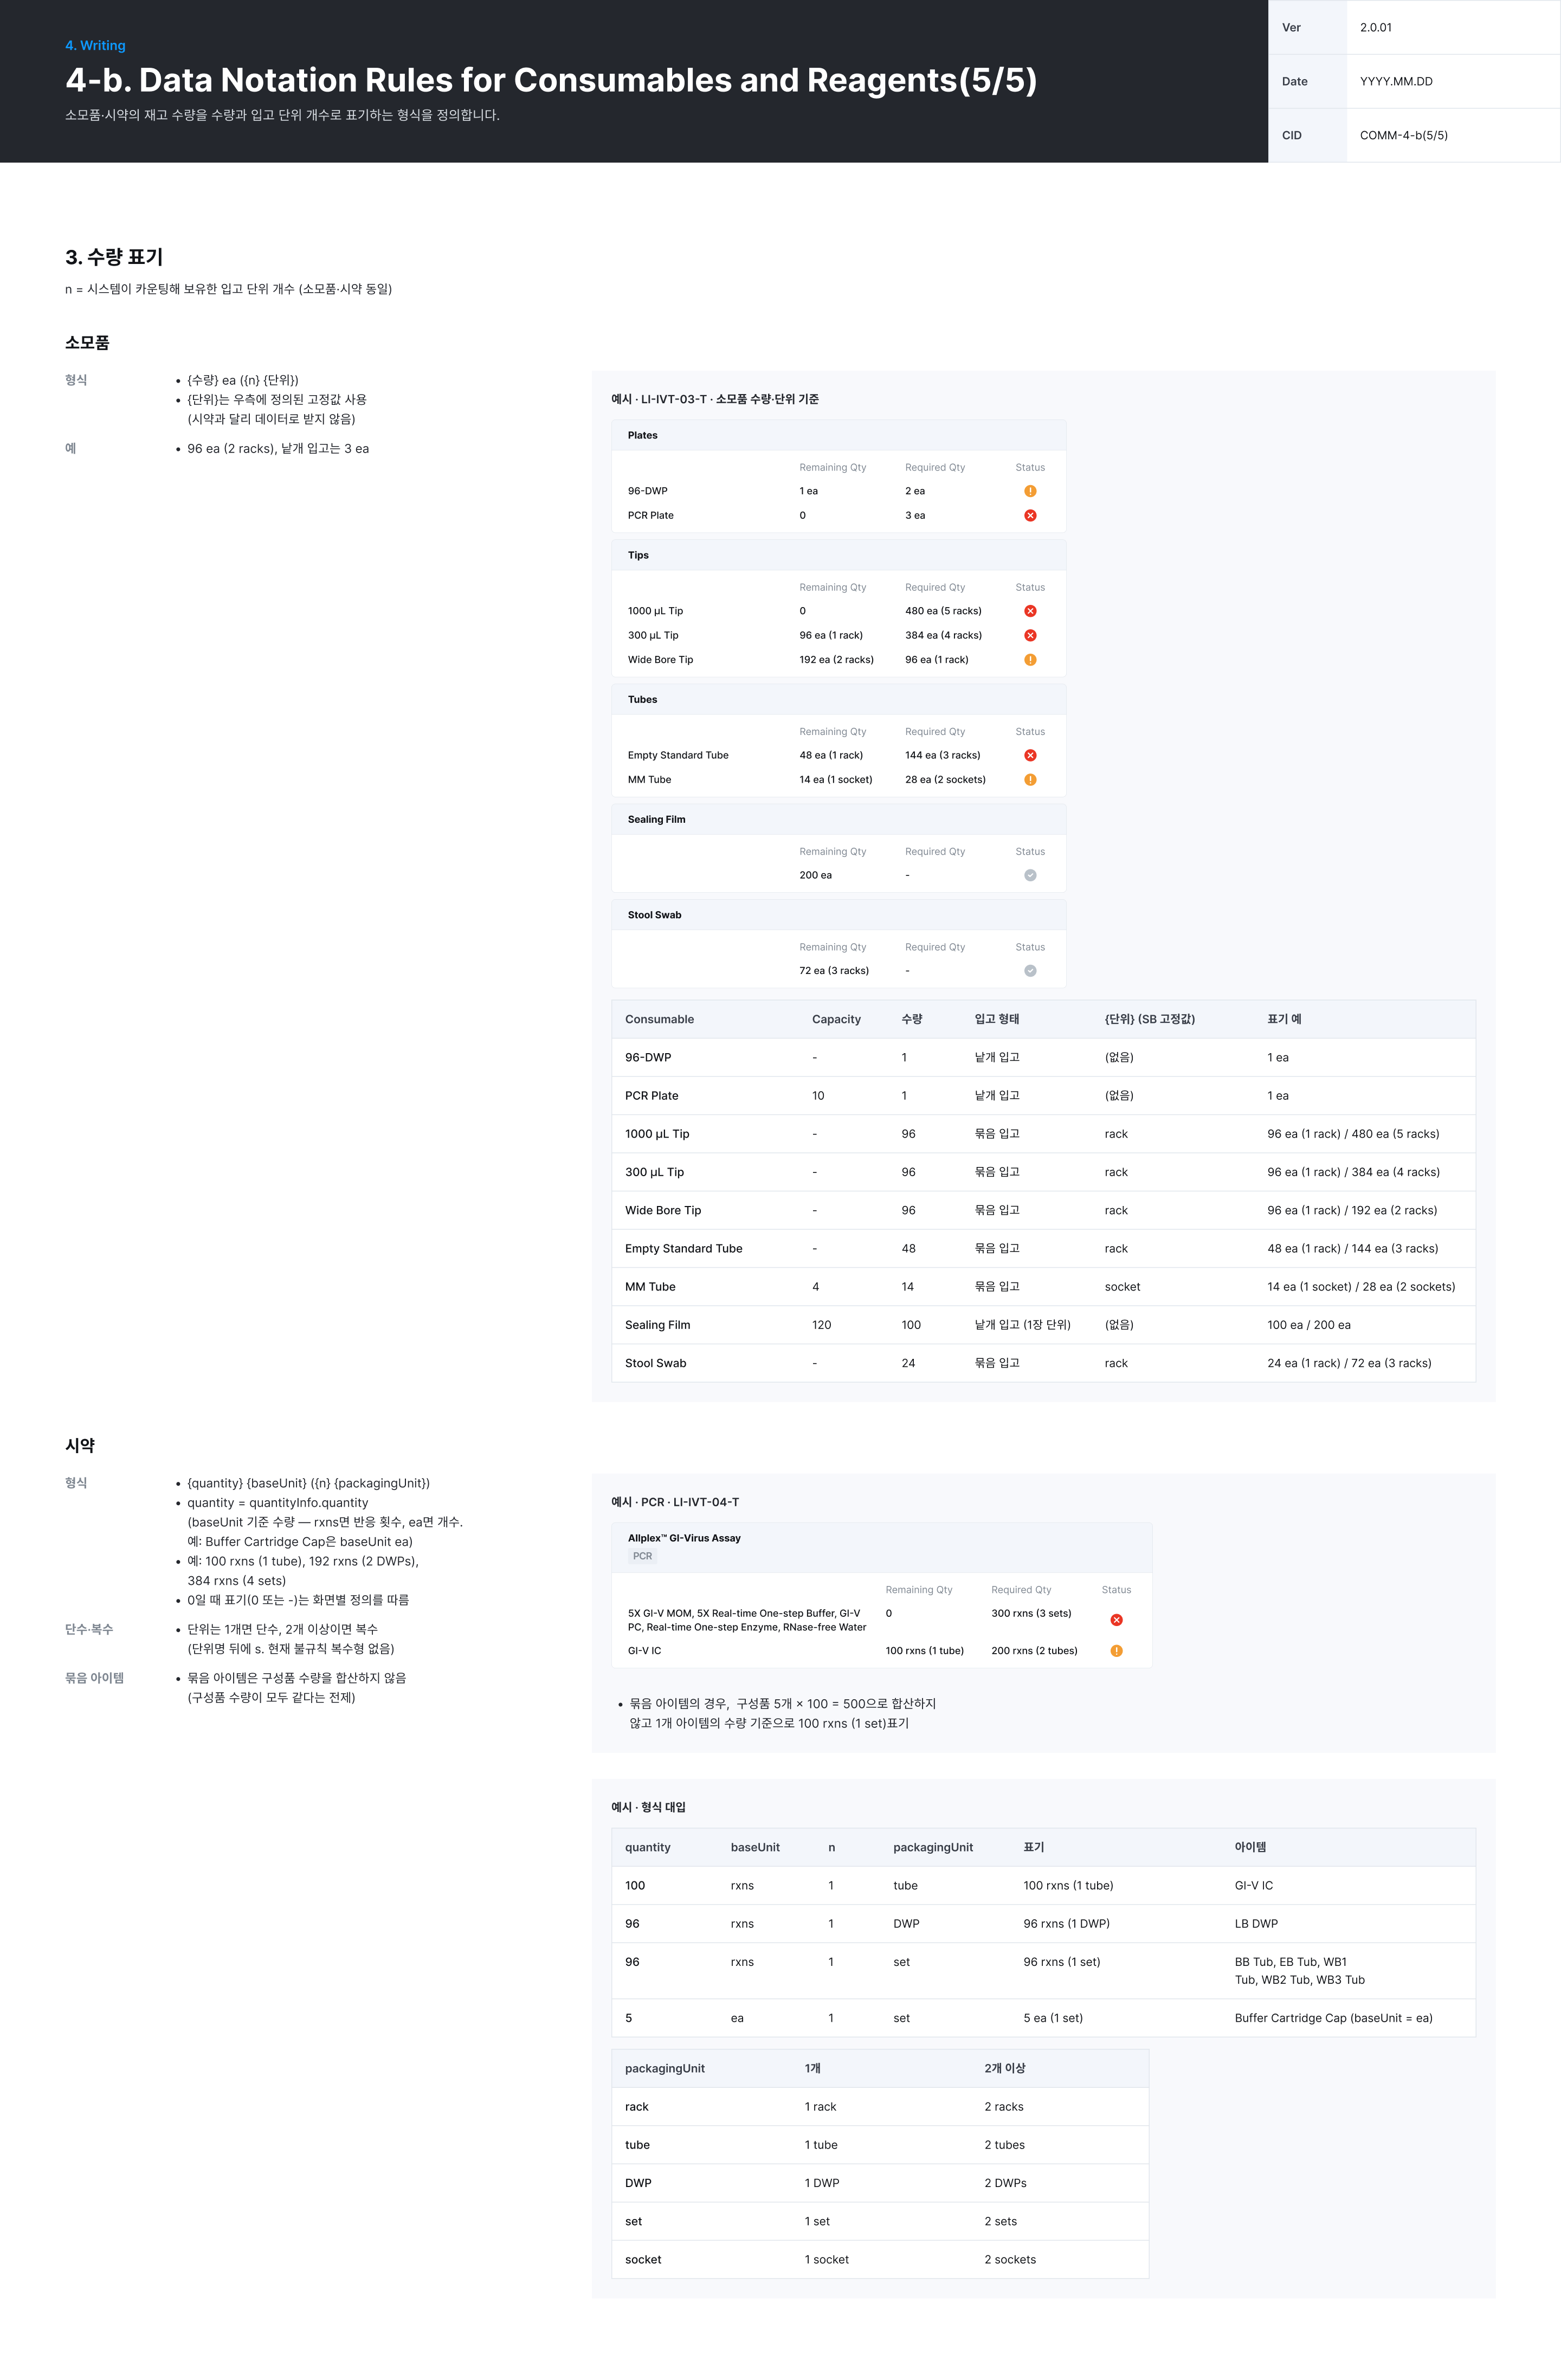 4. Writing
4-b. Data Notation Rules for Consumables and Reagents(5/5)
소모품·시약의 재고 수량을 수량과 입고 단위 개수로 표기하는 형식을 정의합니다.
Ver 2.0.01
Date YYYY.MM.DD
CID COMM-4-b(5/5)
3. 수량 표기
n = 시스템이 카운팅해 보유한 입고 단위 개수 (소모품·시약 동일)
소모품
형식
• {수량} ea ({n} {단위})
• {단위}는 우측에 정의된 고정값 사용
(시약과 달리 데이터로 받지 않음)
예
• 96 ea (2 racks), 낱개 입고는 3 ea
예시 · LI-IVT-03-T · 소모품 수량·단위 기준
Plates
Remaining Qty Required Qty Status
96-DWP 1 ea 2 ea
PCR Plate 0 3 ea
Tips
Remaining Qty Required Qty Status
1000 µL Tip 0 480 ea (5 racks)
300 µL Tip 96 ea (1 rack) 384 ea (4 racks)
Wide Bore Tip 192 ea (2 racks) 96 ea (1 rack)
Tubes
Remaining Qty Required Qty Status
Empty Standard Tube 48 ea (1 rack) 144 ea (3 racks)
MM Tube 14 ea (1 socket) 28 ea (2 sockets)
Sealing Film
Remaining Qty Required Qty Status
200 ea -
Stool Swab
Remaining Qty Required Qty Status
72 ea (3 racks) -
Consumable Capacity 수량 입고 형태 {단위} (SB 고정값) 표기 예
96-DWP - 1 낱개 입고 (없음) 1 ea
PCR Plate 10 1 낱개 입고 (없음) 1 ea
1000 µL Tip - 96 묶음 입고 rack 96 ea (1 rack) / 480 ea (5 racks)
300 µL Tip - 96 묶음 입고 rack 96 ea (1 rack) / 384 ea (4 racks)
Wide Bore Tip - 96 묶음 입고 rack 96 ea (1 rack) / 192 ea (2 racks)
Empty Standard Tube - 48 묶음 입고 rack 48 ea (1 rack) / 144 ea (3 racks)
MM Tube 4 14 묶음 입고 socket 14 ea (1 socket) / 28 ea (2 sockets)
Sealing Film 120 100 낱개 입고 (1장 단위) (없음) 100 ea / 200 ea
Stool Swab - 24 묶음 입고 rack 24 ea (1 rack) / 72 ea (3 racks)
시약
형식
• {quantity} {baseUnit} ({n} {packagingUnit})
• quantity = quantityInfo.quantity
(baseUnit 기준 수량 — rxns면 반응 횟수, ea면 개수.
예: Buffer Cartridge Cap은 baseUnit ea)
• 예: 100 rxns (1 tube), 192 rxns (2 DWPs),
384 rxns (4 sets)
• 0일 때 표기(0 또는 -)는 화면별 정의를 따름
단수·복수
• 단위는 1개면 단수, 2개 이상이면 복수
(단위명 뒤에 s. 현재 불규칙 복수형 없음)
묶음 아이템
• 묶음 아이템은 구성품 수량을 합산하지 않음
(구성품 수량이 모두 같다는 전제)
예시 · PCR · LI-IVT-04-T
Allplex™ GI-Virus Assay
PCR
Remaining Qty Required Qty Status
5X GI-V MOM, 5X Real-time One-step Buffer, GI-V 0 300 rxns (3 sets)
PC, Real-time One-step Enzyme, RNase-free Water
GI-V IC 100 rxns (1 tube) 200 rxns (2 tubes)
• 묶음 아이템의 경우, 구성품 5개 × 100 = 500으로 합산하지
않고 1개 아이템의 수량 기준으로 100 rxns (1 set)표기
예시 · 형식 대입
quantity baseUnit n packagingUnit 표기 아이템
100 rxns 1 tube 100 rxns (1 tube) GI-V IC
96 rxns 1 DWP 96 rxns (1 DWP) LB DWP
96 rxns 1 set 96 rxns (1 set) BB Tub, EB Tub, WB1
Tub, WB2 Tub, WB3 Tub
5 ea 1 set 5 ea (1 set) Buffer Cartridge Cap (baseUnit = ea)
packagingUnit 1개 2개 이상
rack 1 rack 2 racks
tube 1 tube 2 tubes
DWP 1 DWP 2 DWPs
set 1 set 2 sets
socket 1 socket 2 sockets